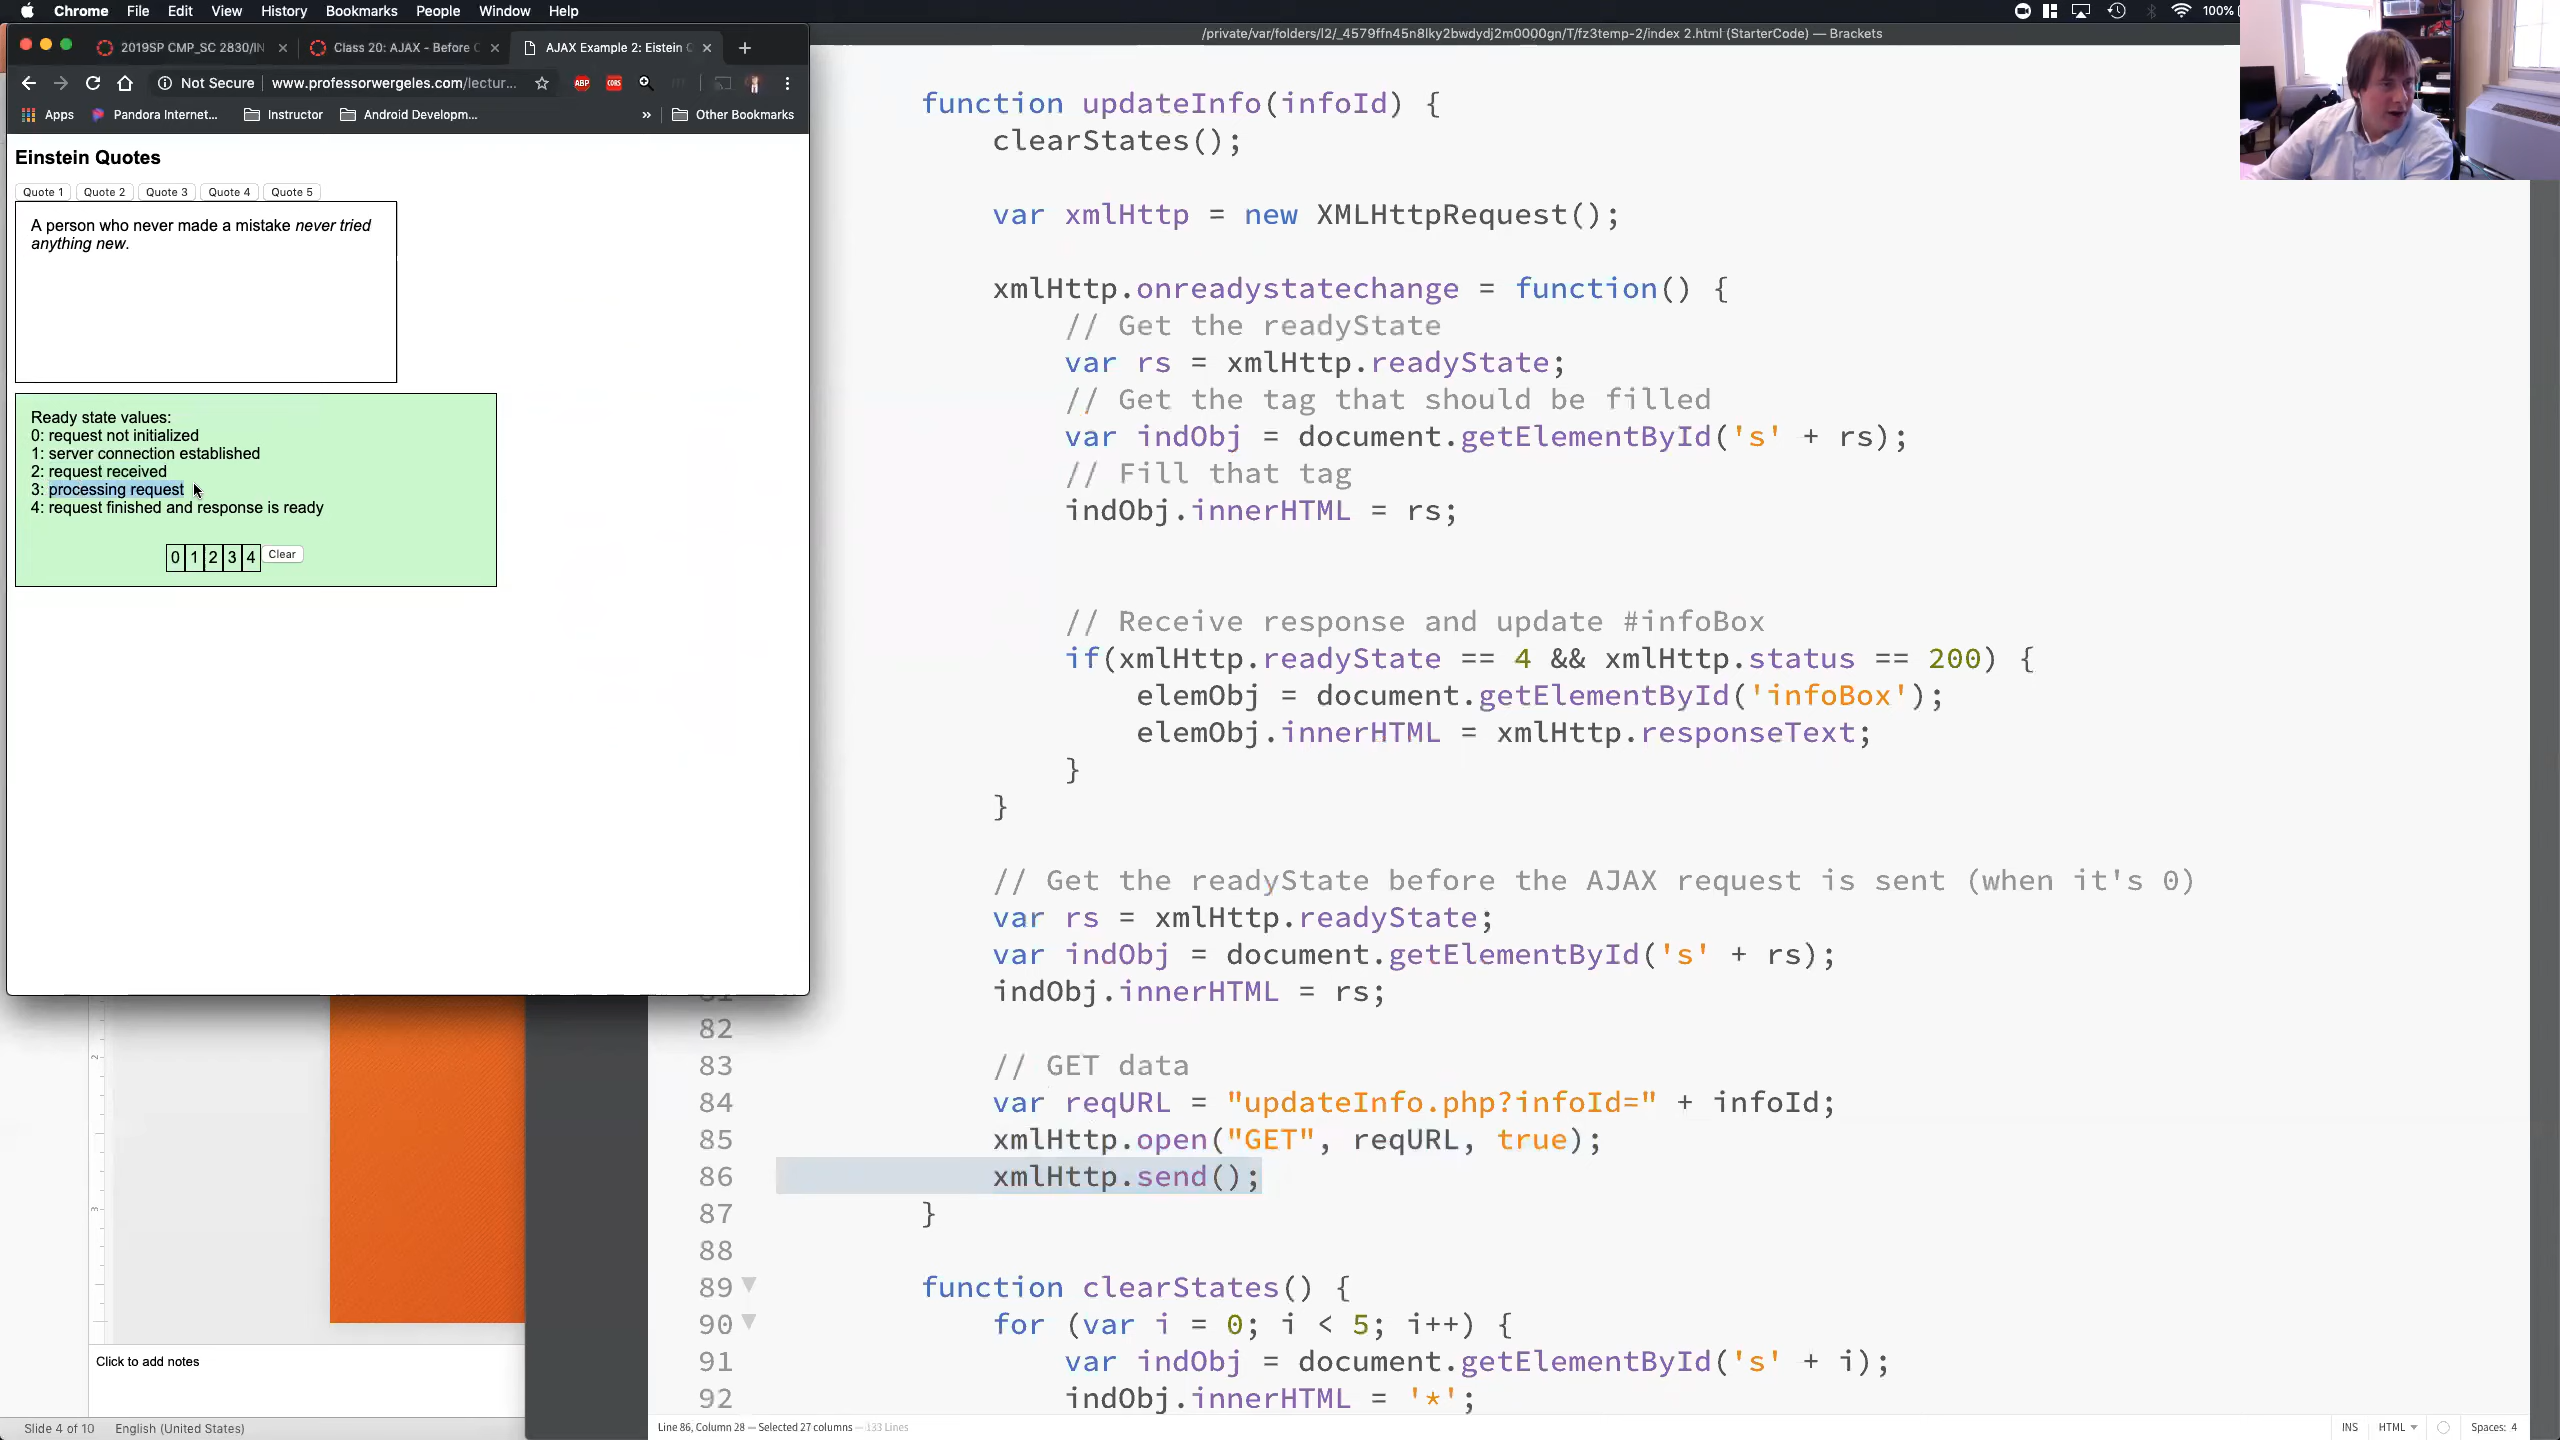 Chrome File Edit View History Bookmarks People Window Help
100%
/private/var/folders/l2/_4579ffn45n8lky2bwdydj2m0000gn/T/fz3temp-2/index 2.html (StarterCode) — Brackets
2019SP CMP_SC 2830/IN
Class 20: AJAX - Before C
AJAX Example 2: Eistein C
Not Secure www.professorwergeles.com/lectur...
ABP
CORS
Apps Pandora Internet... Instructor Android Developm... » Other Bookmarks
Einstein Quotes
Quote 1 Quote 2 Quote 3 Quote 4 Quote 5
A person who never made a mistake never tried
anything new.
Ready state values:
0: request not initialized
1: server connection established
2: request received
3: processing request
4: request finished and response is ready
0 1 2 3 4 Clear
function updateInfo(infoId) {
clearStates();
var xmlHttp = new XMLHttpRequest();
xmlHttp.onreadystatechange = function() {
// Get the readyState
var rs = xmlHttp.readyState;
// Get the tag that should be filled
var indObj = document.getElementById('s' + rs);
// Fill that tag
indObj.innerHTML = rs;
// Receive response and update #infoBox
if(xmlHttp.readyState == 4 && xmlHttp.status == 200) {
elemObj = document.getElementById('infoBox');
elemObj.innerHTML = xmlHttp.responseText;
}
}
// Get the readyState before the AJAX request is sent (when it's 0)
var rs = xmlHttp.readyState;
var indObj = document.getElementById('s' + rs);
indObj.innerHTML = rs;
82
83 // GET data
84 var reqURL = "updateInfo.php?infoId=" + infoId;
85 xmlHttp.open("GET", reqURL, true);
86 xmlHttp.send();
87 }
88
89 function clearStates() {
90 for (var i = 0; i < 5; i++) {
91 var indObj = document.getElementById('s' + i);
92 indObj.innerHTML = '*';
2
3
Click to add notes
Slide 4 of 10 English (United States)
Line 86, Column 28 — Selected 27 columns — 133 Lines
INS HTML Spaces: 4